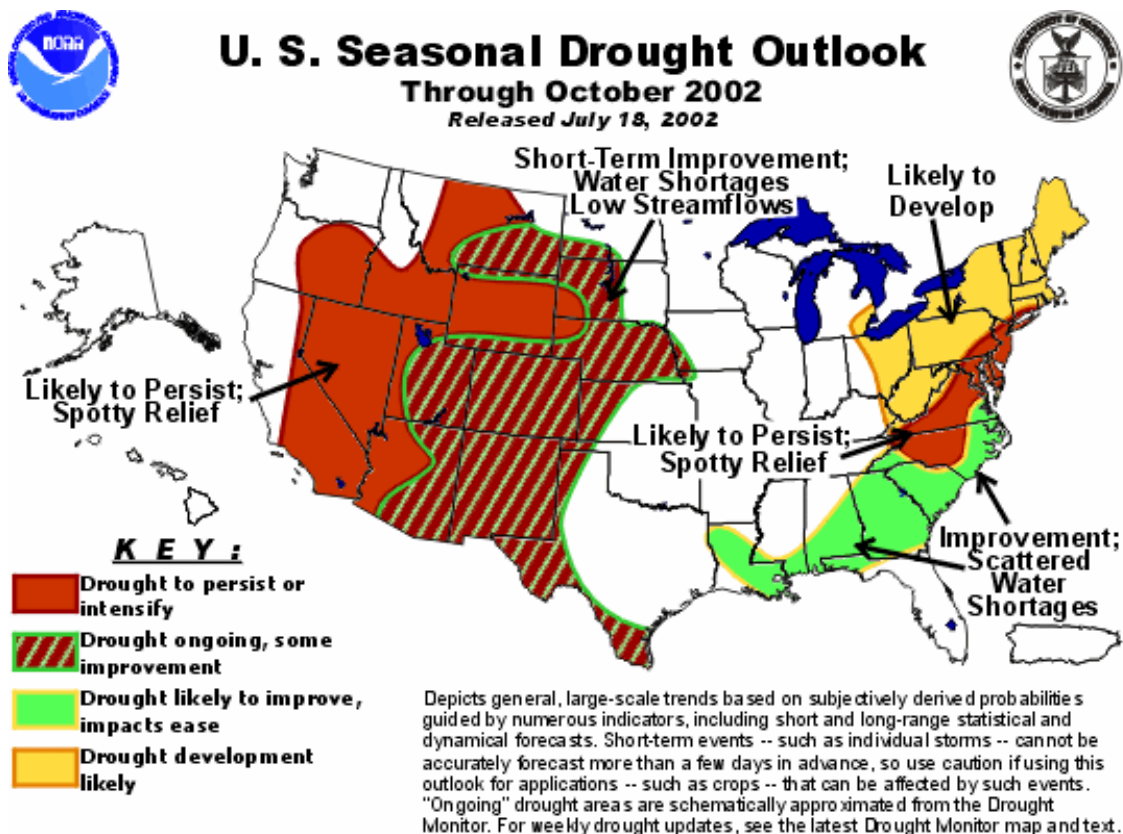 NOAA
U. S. Seasonal Drought Outlook
Through October 2002
Released July 18, 2002
Short-Term Improvement;
Water Shortages
Low Streamflows
Likely to
Develop
Likely to Persist;
Spotty Relief
Likely to Persist;
Spotty Relief
Improvement;
Scattered
Water
Shortages
KEY:
Drought to persist or
intensify
Drought ongoing, some
improvement
Drought likely to improve,
impacts ease
Drought development
likely
Depicts general, large-scale trends based on subjectively derived probabilities
guided by numerous indicators, including short and long-range statistical and
dynamical forecasts. Short-term events -- such as individual storms -- cannot be
accurately forecast more than a few days in advance, so use caution if using this
outlook for applications -- such as crops -- that can be affected by such events.
"Ongoing" drought areas are schematically approximated from the Drought
Monitor. For weekly drought updates, see the latest Drought Monitor map and text.